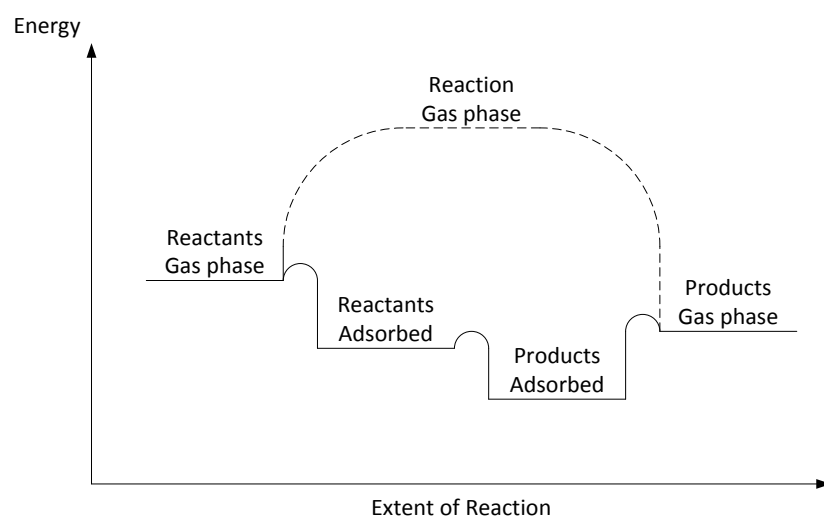 Energy
Reaction
Gas phase
Reactants
Gas phase
Reactants
Adsorbed
Products
Adsorbed
Products
Gas phase
Extent of Reaction